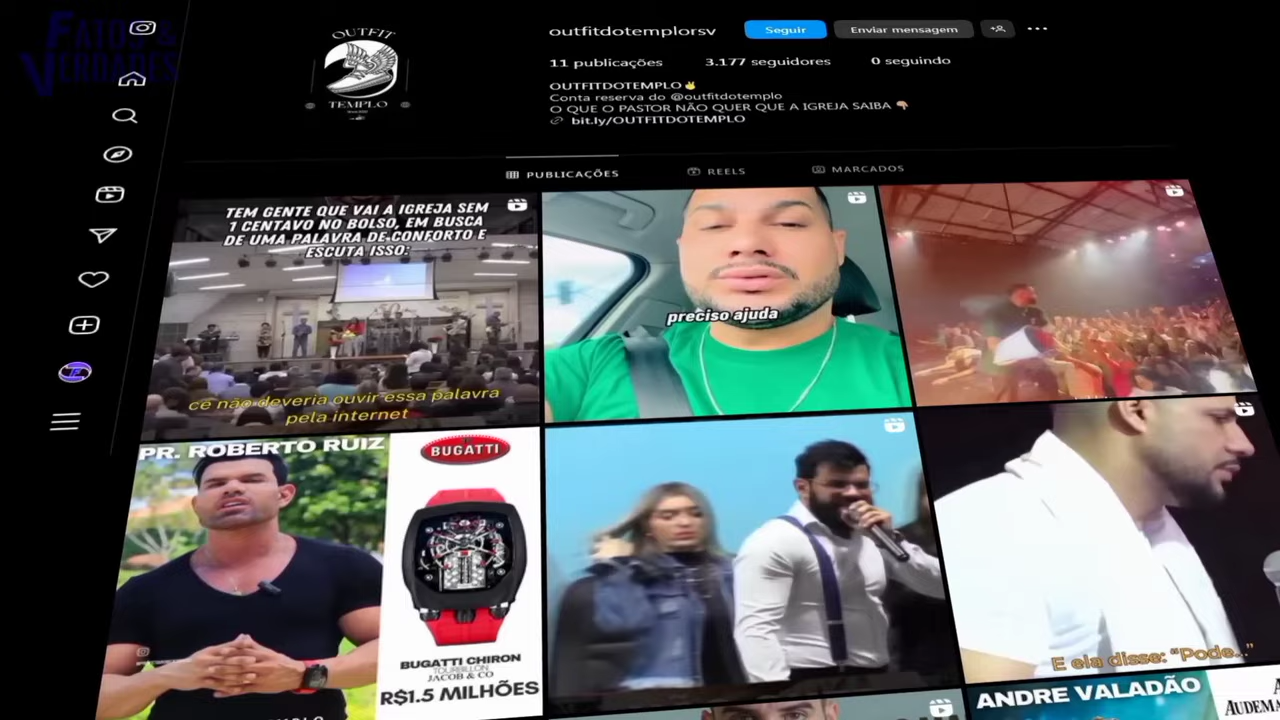 FATOS &
VERDADES
OUTFIT
TEMPLO
outfitdotemplorsv
Seguir
Enviar mensagem
11 publicações
3.177 seguidores
0 seguindo
OUTFITDOTEMPLO✌
Conta reserva do @outfitdotemplo
O QUE O PASTOR NÃO QUER QUE A IGREJA SAIBA 👇
bit.ly/OUTFITDOTEMPLO
PUBLICAÇÕES
REELS
MARCADOS
TEM GENTE QUE VAI A IGREJA SEM
1 CENTAVO NO BOLSO, EM BUSCA
DE UMA PALAVRA DE CONFORTO E
ESCUTA ISSO:
cê não deveria ouvir essa palavra
pela internet
preciso ajuda
PR. ROBERTO RUIZ
BUGATTI
BUGATTI CHIRON
TOURBILLON
JACOB & CO
R$1.5 MILHÕES
E ela disse: “Pode...”
ANDRE VALADÃO